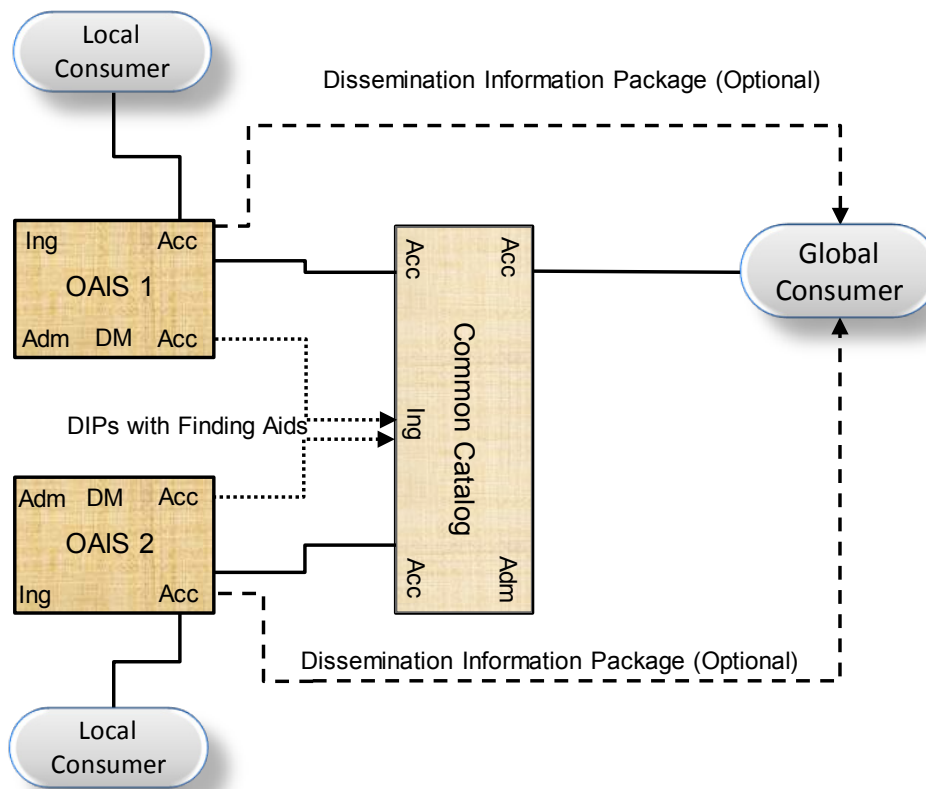 Local
Consumer
Dissemination Information Package (Optional)
Ing Acc
OAIS 1
Adm DM Acc
Acc
Acc
Common Catalog
Ing
Acc
Adm
Global
Consumer
DIPs with Finding Aids
Adm DM Acc
OAIS 2
Ing Acc
Dissemination Information Package (Optional)
Local
Consumer